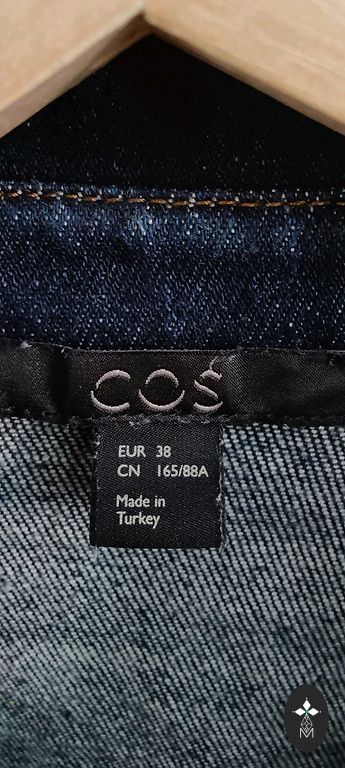 COS
EUR 38
CN 165/88A
Made in
Turkey
M